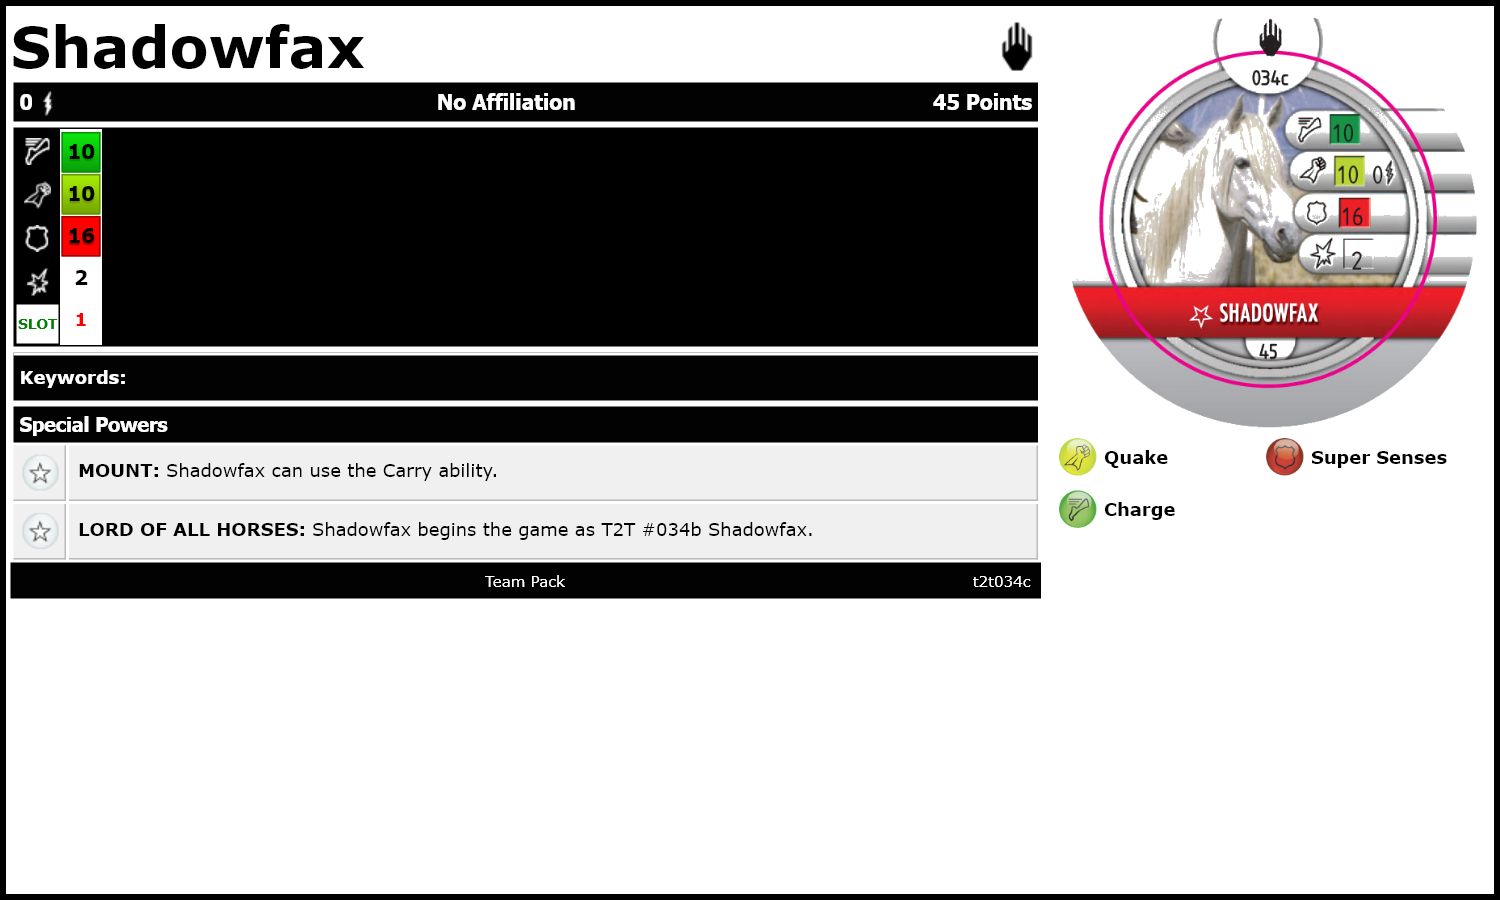 Shadowfax
0 No Affiliation 45 Points
10
10
16
2
SLOT 1
Keywords:
Special Powers
MOUNT: Shadowfax can use the Carry ability.
LORD OF ALL HORSES: Shadowfax begins the game as T2T #034b Shadowfax.
Team Pack t2t034c
034c
10
10 0
16
2
SHADOWFAX
45
Quake Super Senses
Charge